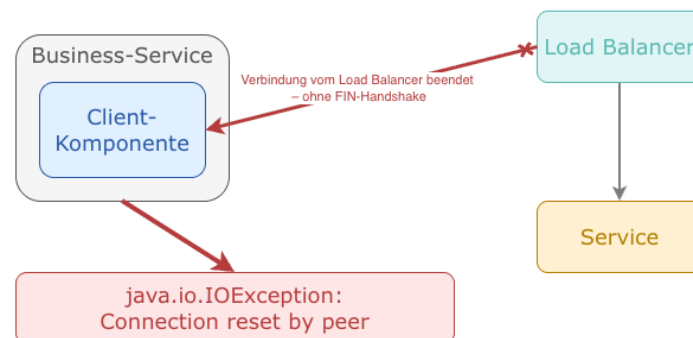 Business-Service
Client-
Komponente
Verbindung vom Load Balancer beendet
– ohne FIN-Handshake
Load Balancer
Service
java.io.IOException:
Connection reset by peer